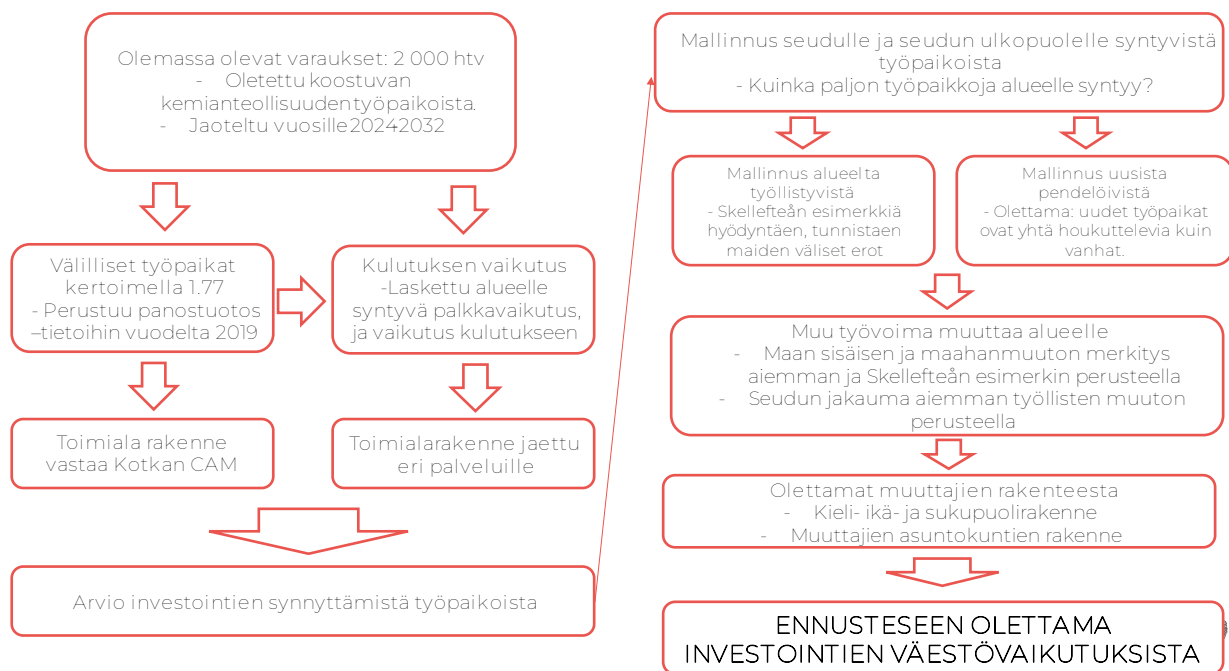 Olemassa olevat varaukset: 2 000 htv
- Oletettu koostuvan
kemianteollisuuden työpaikoista.
- Jaoteltu vuosille 20242032
Välilliset työpaikat
kertoimella 1.77
- Perustuu panostuotos
–tietoihin vuodelta 2019
Kulutuksen vaikutus
-Laskettu alueelle
syntyvä palkkavaikutus,
ja vaikutus kulutukseen
Toimiala rakenne
vastaa Kotkan CAM
Toimialarakenne jaettu
eri palveluille
Arvio investointien synnyttämistä työpaikoista
Mallinnus seudulle ja seudun ulkopuolelle syntyvistä
työpaikoista
- Kuinka paljon työpaikkoja alueelle syntyy?
Mallinnus alueelta
työllistyvistä
- Skellefteån esimerkkiä
hyödyntäen, tunnistaen
maiden väliset erot
Mallinnus uusista
pendelöivistä
- Olettama: uudet työpaikat
ovat yhtä houkuttelevia kuin
vanhat.
Muu työvoima muuttaa alueelle
- Maan sisäisen ja maahanmuuton merkitys
aiemman ja Skellefteån esimerkin perusteella
- Seudun jakauma aiemman työllisten muuton
perusteella
Olettamat muuttajien rakenteesta
- Kieli- ikä- ja sukupuolirakenne
- Muuttajien asuntokuntien rakenne
ENNUSTESEEN OLETTAMA
INVESTOINTIEN VÄESTÖVAIKUTUKSISTA